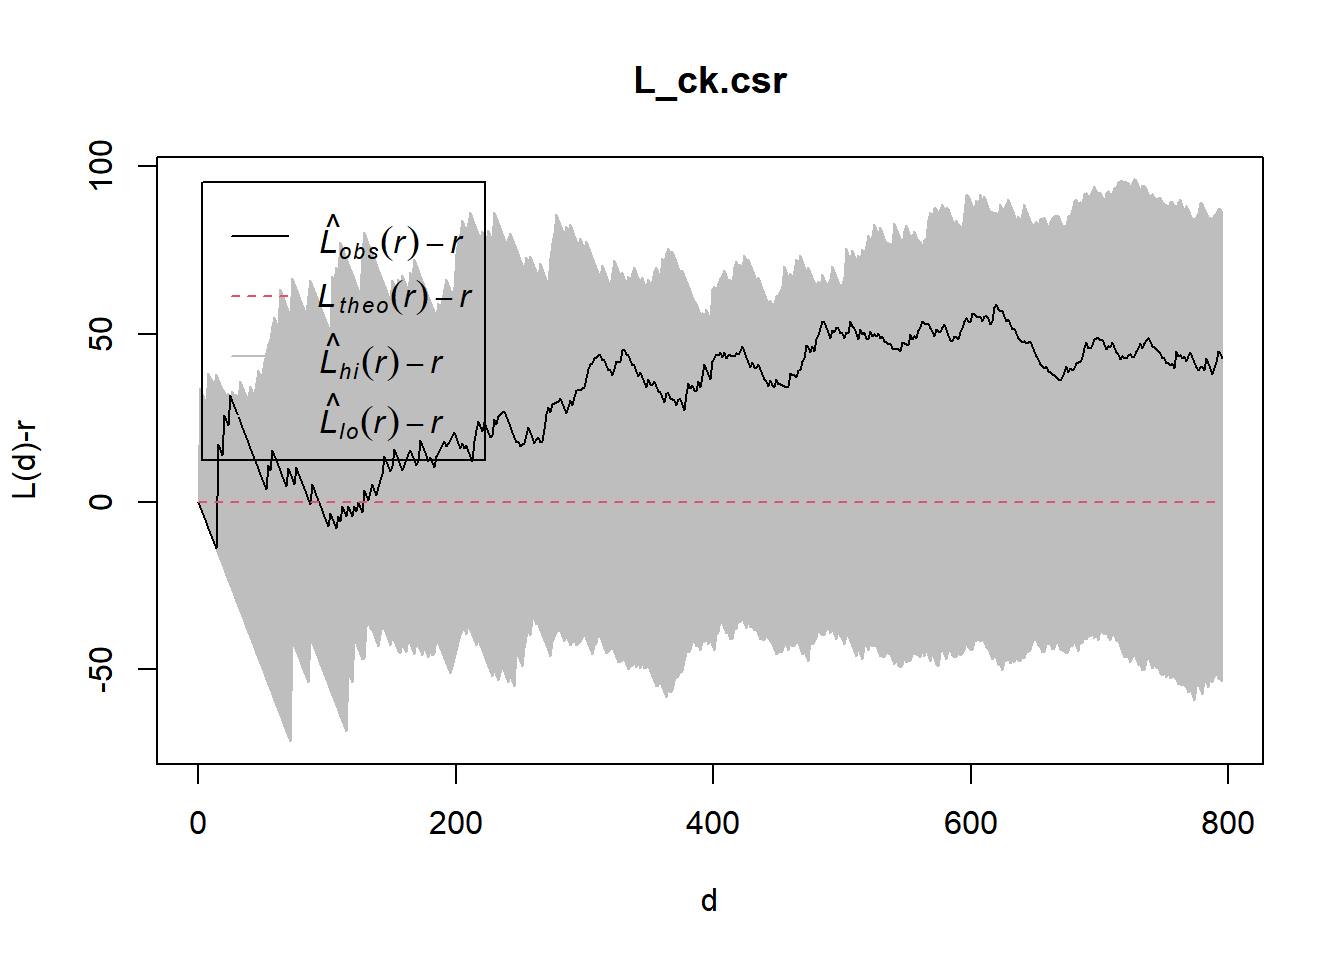 L_ck.csr
L(d)-r
100
50
0
-50
L̂obs(r) − r
Ltheo(r) − r
L̂hi(r) − r
L̂lo(r) − r
0 200 400 600 800
d